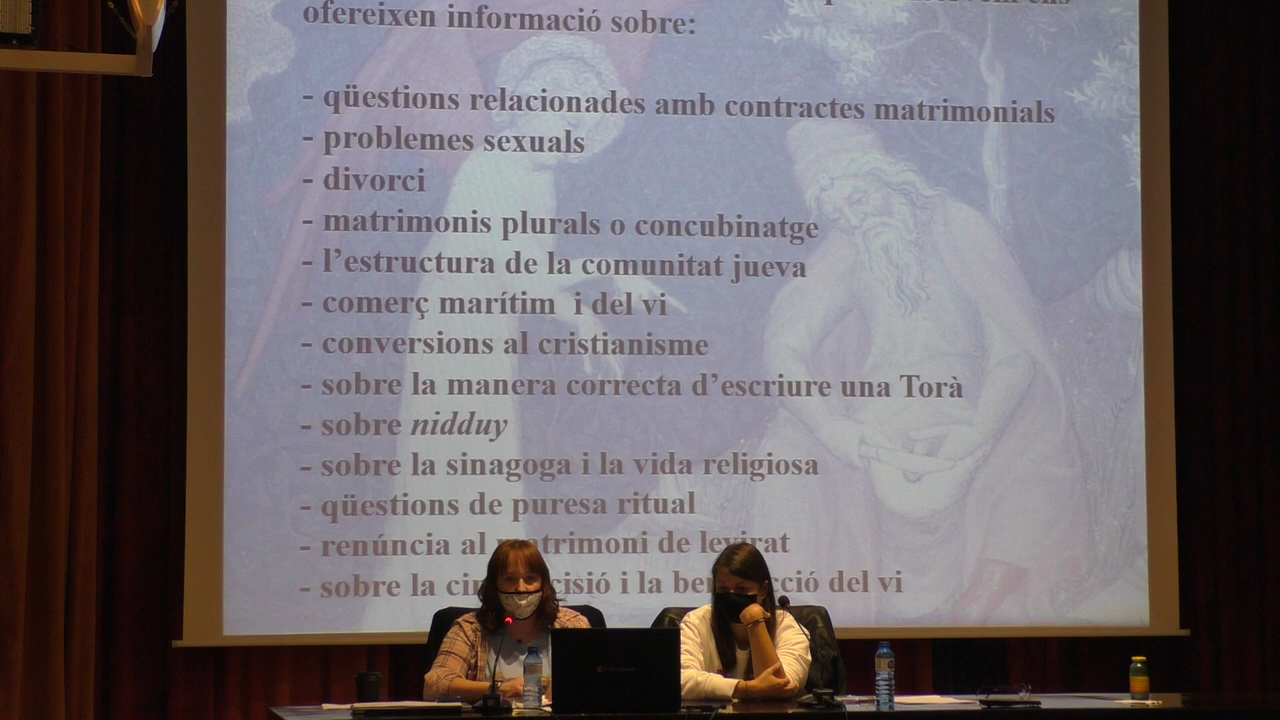 ofereixen informació sobre:
- qüestions relacionades amb contractes matrimonials
- problemes sexuals
- divorci
- matrimonis plurals o concubinatge
- l’estructura de la comunitat jueva
- comerç marítim i del vi
- conversions al cristianisme
- sobre la manera correcta d’escriure una Torà
- sobre nidduy
- sobre la sinagoga i la vida religiosa
- qüestions de puresa ritual
- renúncia al matrimoni de levirat
- sobre la circumcisió i la benedicció del vi